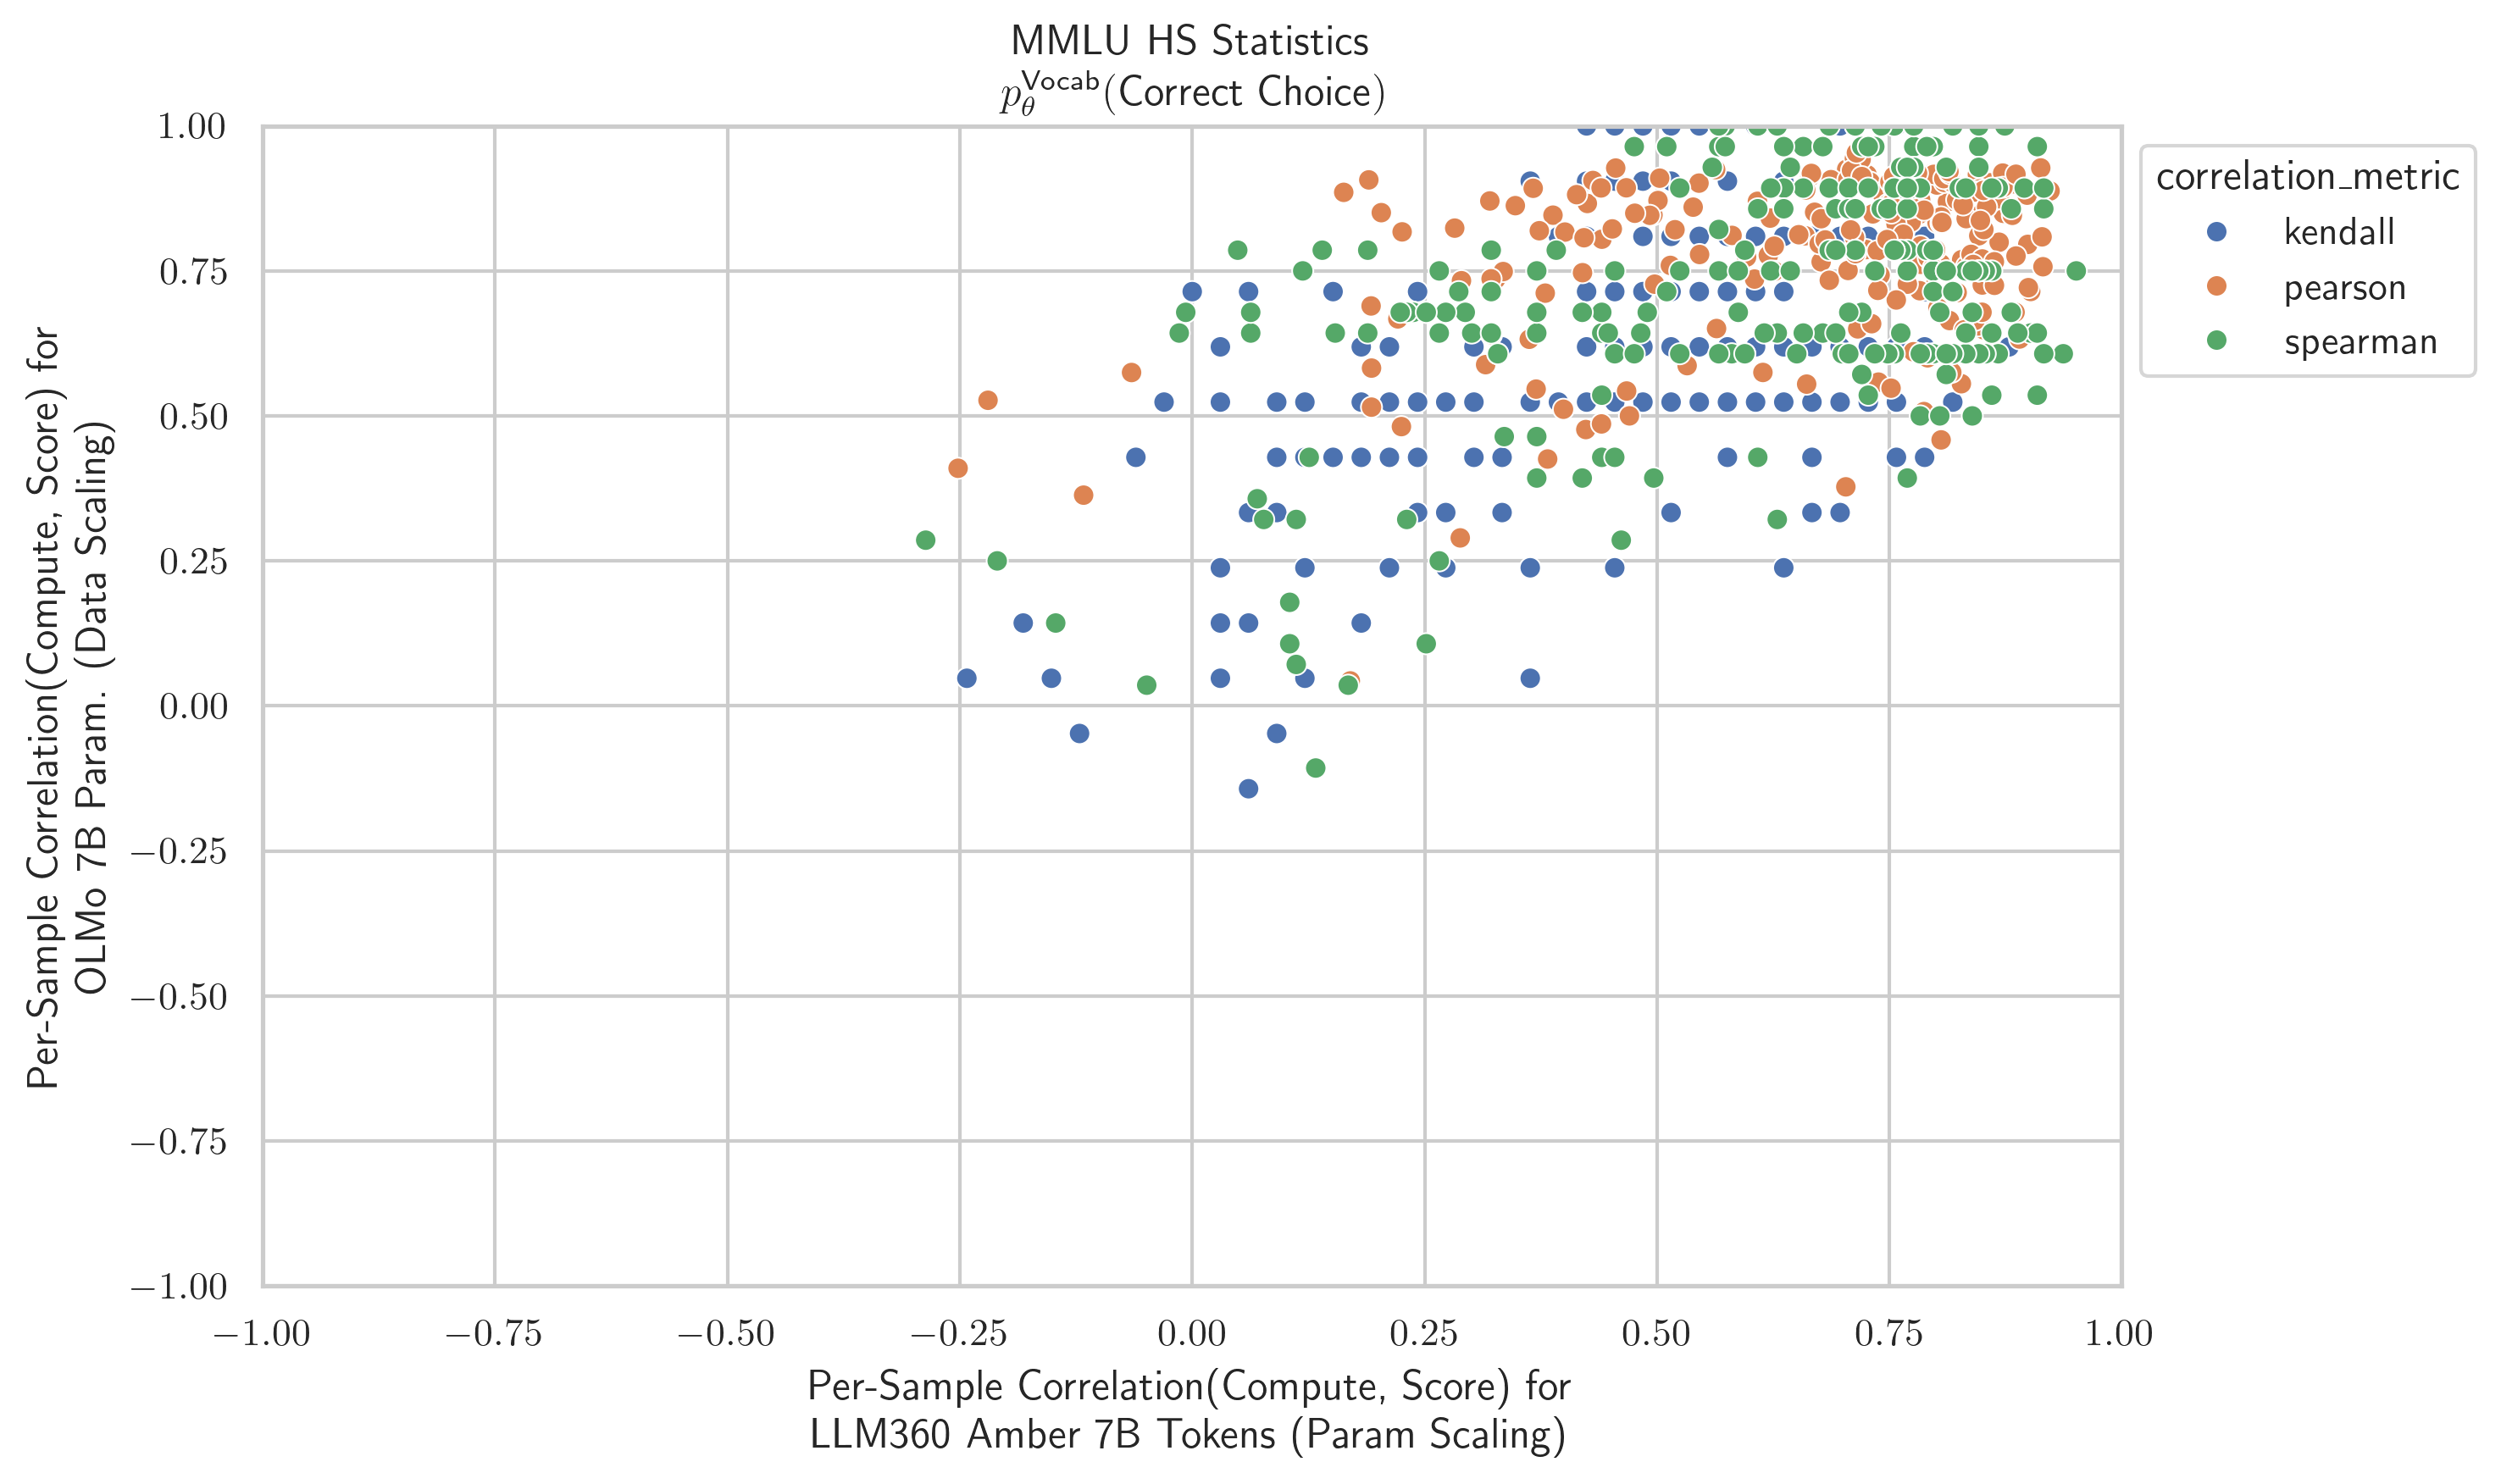 MMLU HS Statistics
p_θ^Vocab(Correct Choice)
1.00
0.75
0.50
0.25
0.00
−0.25
−0.50
−0.75
−1.00
Per-Sample Correlation(Compute, Score) for
OLMo 7B Param. (Data Scaling)
−1.00
−0.75
−0.50
−0.25
0.00
0.25
0.50
0.75
1.00
Per-Sample Correlation(Compute, Score) for
LLM360 Amber 7B Tokens (Param Scaling)
correlation_metric
kendall
pearson
spearman